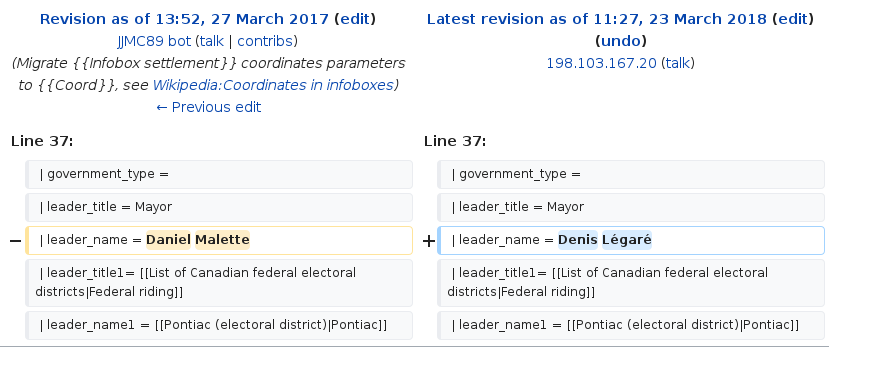 Revision as of 13:52, 27 March 2017 (edit)
JJMC89 bot (talk | contribs)
(Migrate {{Infobox settlement}} coordinates parameters
to {{Coord}}, see Wikipedia:Coordinates in infoboxes)
← Previous edit
Latest revision as of 11:27, 23 March 2018 (edit)
(undo)
198.103.167.20 (talk)
Line 37:
Line 37:
| government_type =
| government_type =
| leader_title = Mayor
| leader_title = Mayor
− | leader_name = Daniel Malette
+ | leader_name = Denis Légaré
| leader_title1= [[List of Canadian federal electoral
districts|Federal riding]]
| leader_title1= [[List of Canadian federal electoral
districts|Federal riding]]
| leader_name1 = [[Pontiac (electoral district)|Pontiac]]
| leader_name1 = [[Pontiac (electoral district)|Pontiac]]